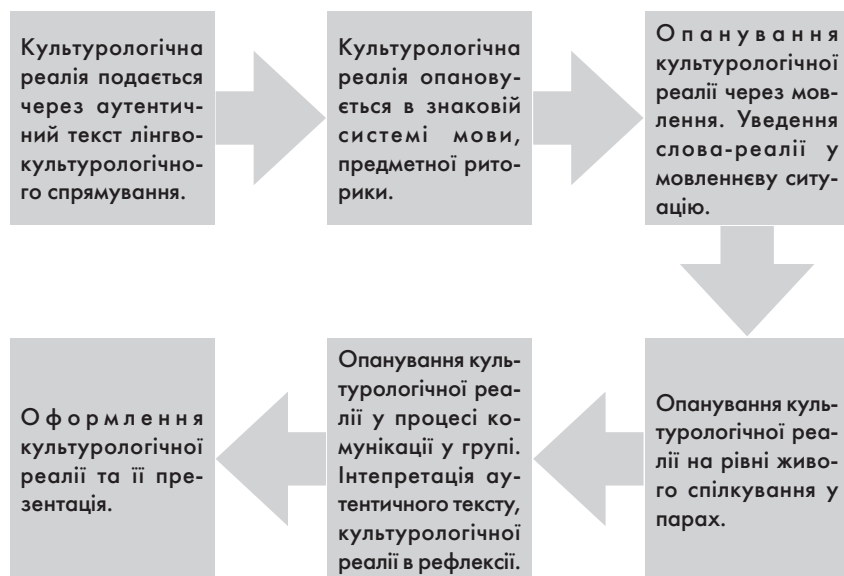 Культурологічна
реалія подається
через аутентич-
ний текст лінгво-
культурологічно-
го спрямування.
Культурологічна
реалія опанову-
ється в знаковій
системі мови,
предметної рито-
рики.
Опанування
культурологічної
реалії через мов-
лення. Уведення
слова-реалії у
мовленнєву ситу-
ацію.
Опанування куль-
турологічної реа-
лії на рівні живо-
го спілкування у
парах.
Опанування куль-
турологічної реа-
лії у процесі ко-
мунікації у групі.
Інтепретація ау-
тентичного тексту,
культурологічної
реалії в рефлексії.
Оформлення
культурологічної
реалії та її пре-
зентація.